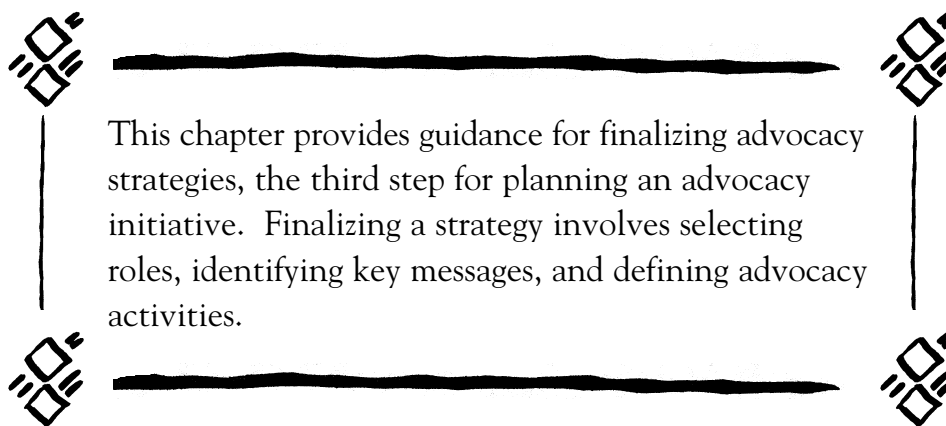 This chapter provides guidance for finalizing advocacy
strategies, the third step for planning an advocacy
initiative.  Finalizing a strategy involves selecting
roles, identifying key messages, and defining advocacy
activities.